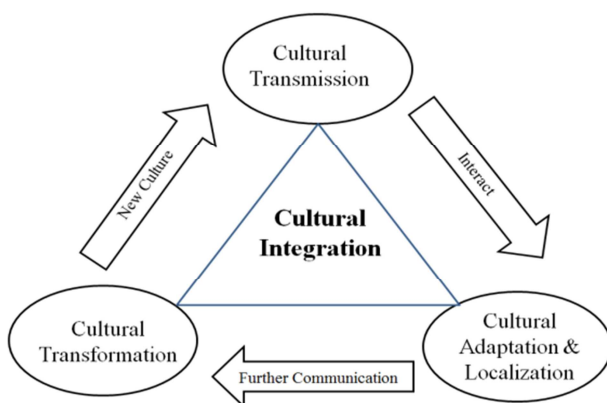 Cultural
Transmission
New Culture
Interact
Cultural
Integration
Cultural
Transformation
Cultural
Adaptation &
Localization
Further Communication